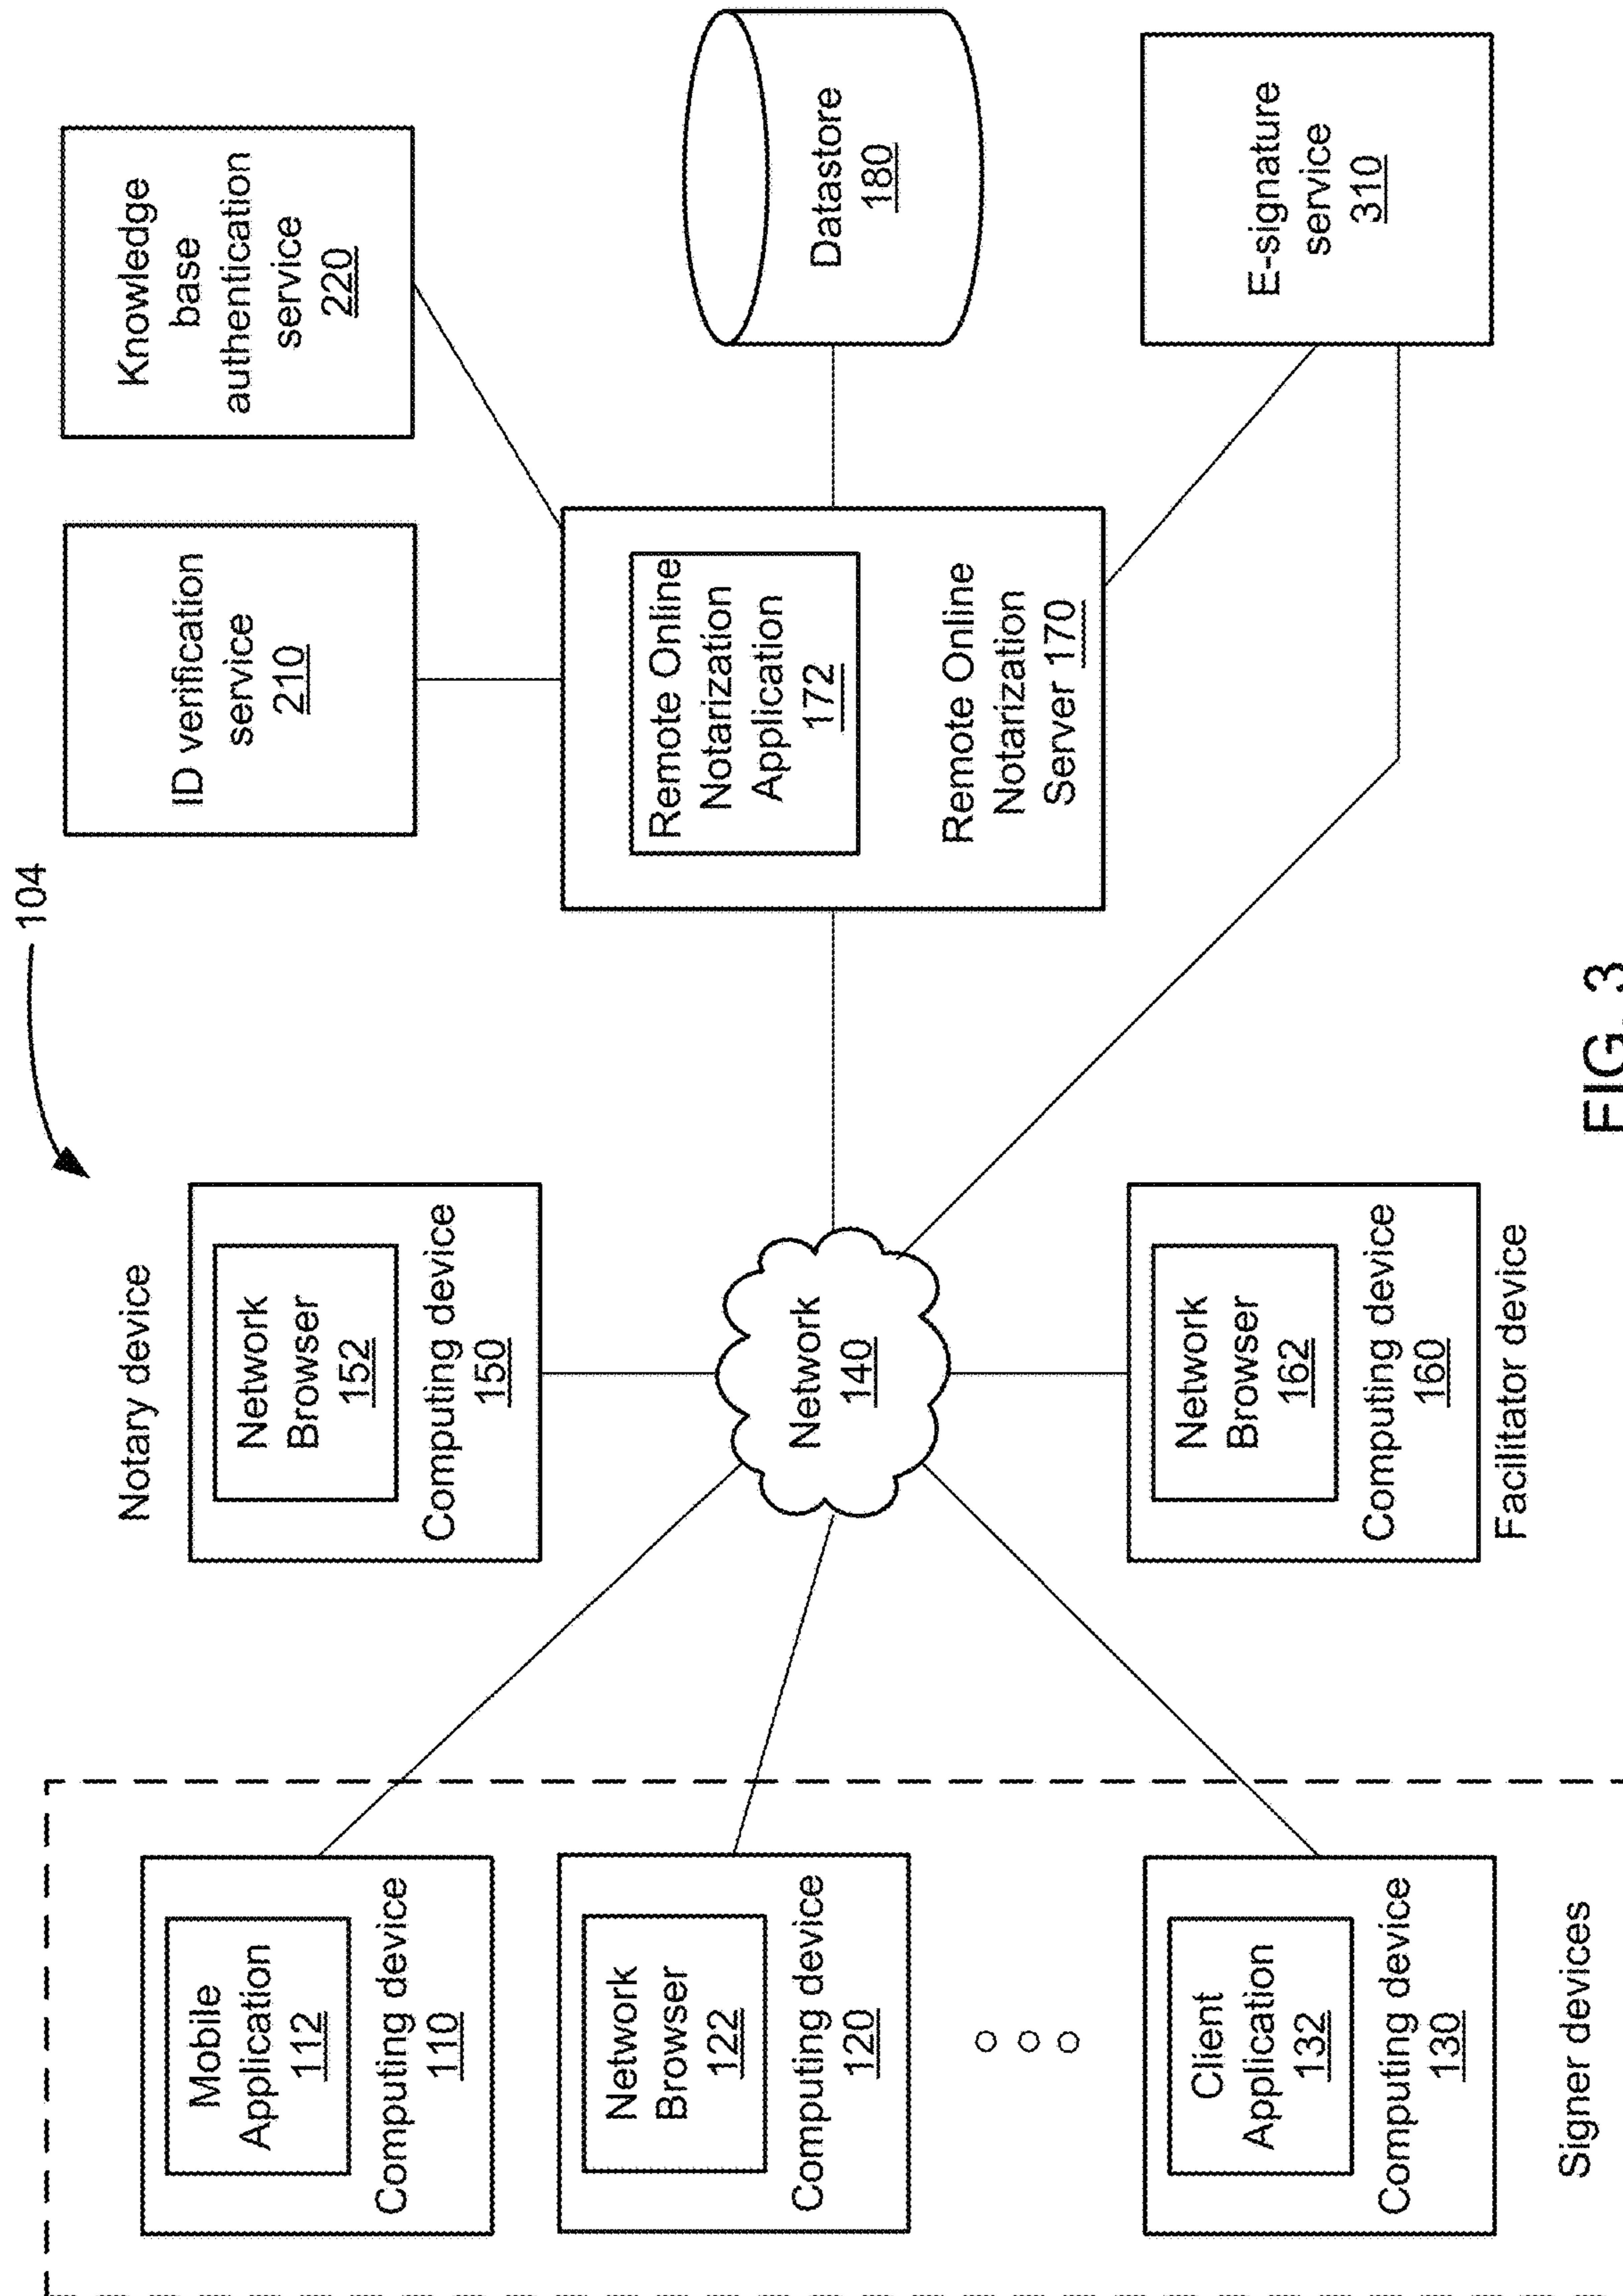 104
Notary device
Network
Browser
152
Computing device
150
Mobile
Application
112
Computing device
110
Network
Browser
122
Computing device
120
Client
Application
132
Computing device
130
Signer devices
Network
140
Network
Browser
162
Computing device
160
Facilitator device
ID verification
service
210
Knowledge
base
authentication
service
220
Remote Online
Notarization
Application
172
Remote Online
Notarization
Server 170
Datastore
180
E-signature
service
310
FIG. 3